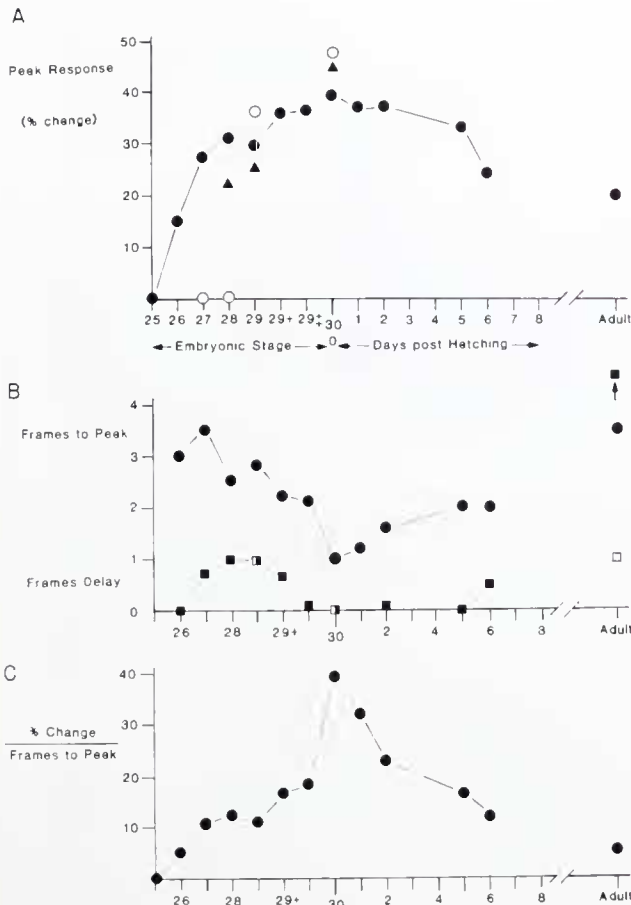 A
Peak Response
(% change)
50
40
30
20
10
25 26 27 28 29 29+ 29‡ 30 1 2 3 4 5 6 7 8 Adult
0
Embryonic Stage Days post Hatching
B
Frames to Peak
Frames Delay
4
3
2
1
0
26 28 29+ 30 2 4 6 8 Adult
C
% Change
Frames to Peak
40
30
20
10
26 28 29+ 30 2 4 6 8 Adult